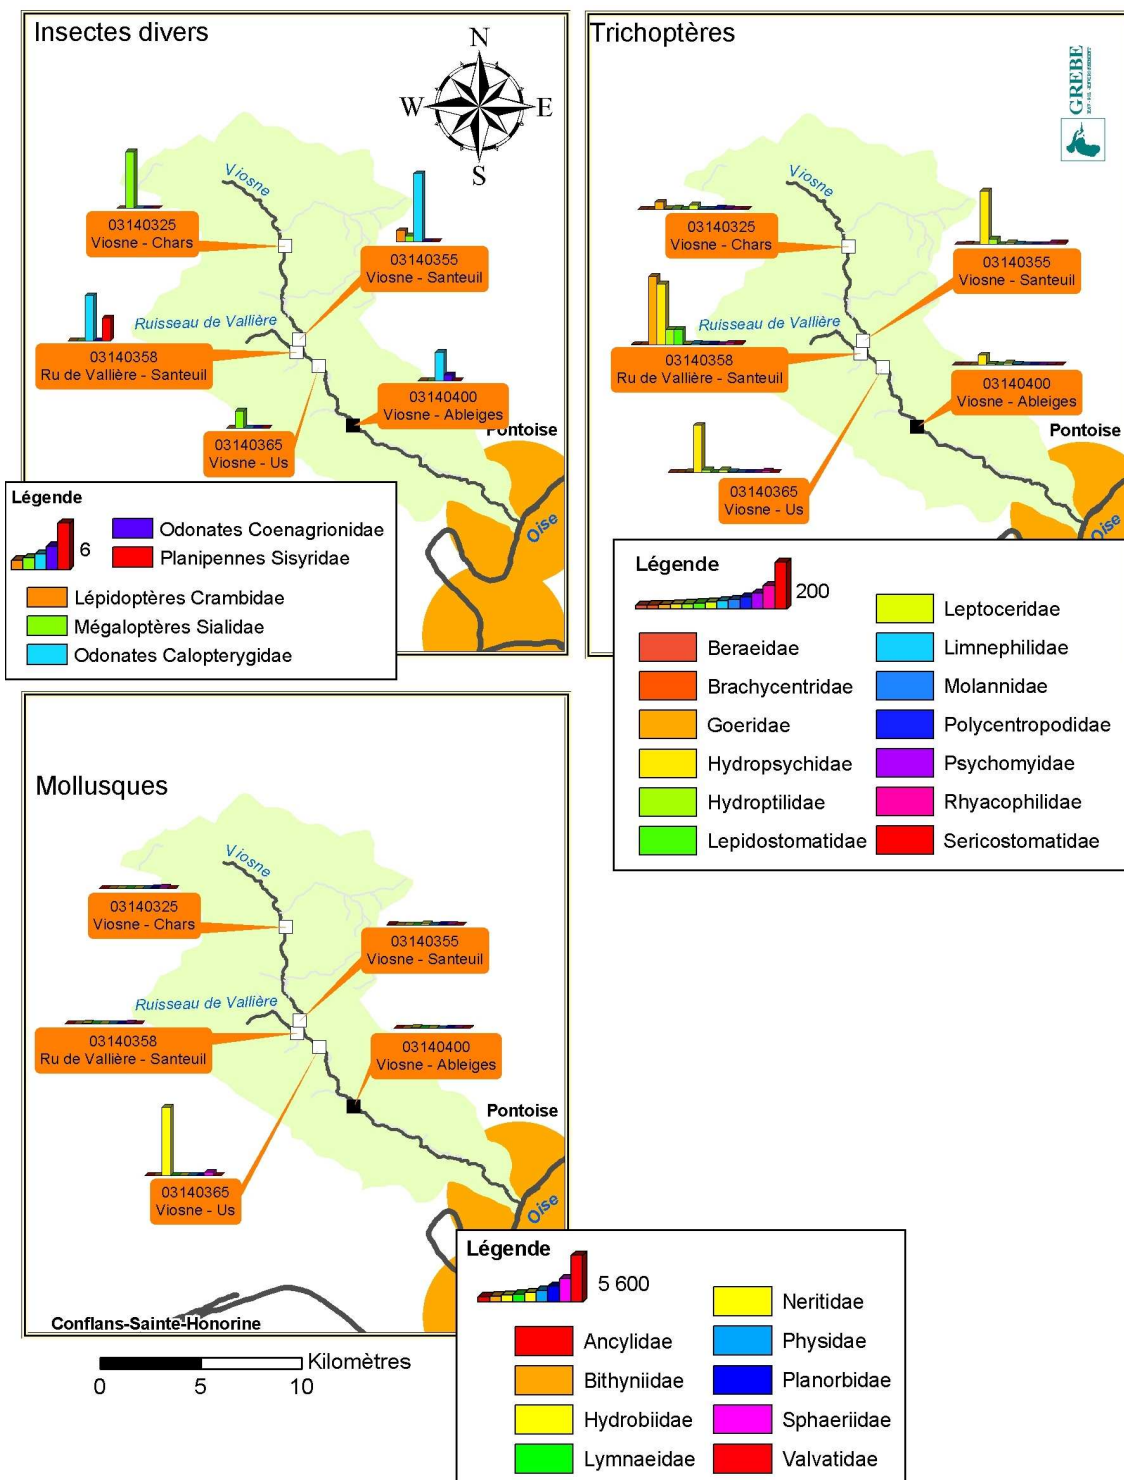 Insectes divers
N
W
E
S
Viosne
03140325
Viosne - Chars
03140355
Viosne - Santeuil
Ruisseau de Vallière
03140358
Ru de Vallière - Santeuil
03140400
Viosne - Ableiges
03140365
Viosne - Us
Pontoise
Oise
Légende
6
Odonates Coenagrionidae
Planipennes Sisyridae
Lépidoptères Crambidae
Mégaloptères Sialidae
Odonates Calopterygidae
Trichoptères
GREBE
Viosne
03140325
Viosne - Chars
03140355
Viosne - Santeuil
Ruisseau de Vallière
03140358
Ru de Vallière - Santeuil
03140400
Viosne - Ableiges
03140365
Viosne - Us
Pontoise
Oise
Légende
200
Beraeidae
Brachycentridae
Goeridae
Hydropsychidae
Hydroptilidae
Lepidostomatidae
Leptoceridae
Limnephilidae
Molannidae
Polycentropodidae
Psychomyidae
Rhyacophilidae
Sericostomatidae
Mollusques
Viosne
03140325
Viosne - Chars
03140355
Viosne - Santeuil
Ruisseau de Vallière
03140358
Ru de Vallière - Santeuil
03140400
Viosne - Ableiges
03140365
Viosne - Us
Pontoise
Oise
Conflans-Sainte-Honorine
Kilomètres
0 5 10
Légende
5 600
Ancylidae
Bithyniidae
Hydrobiidae
Lymnaeidae
Neritidae
Physidae
Planorbidae
Sphaeriidae
Valvatidae